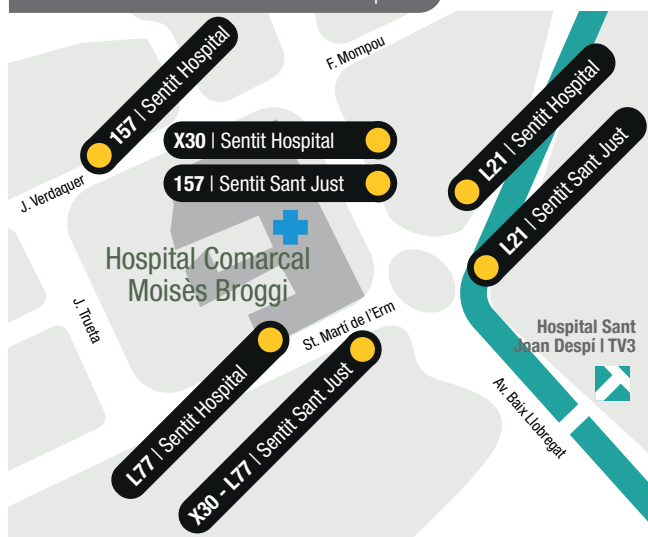 F. Mompou
157 | Sentit Hospital
X30 | Sentit Hospital
157 | Sentit Sant Just
L21 | Sentit Hospital
L21 | Sentit Sant Just
J. Verdaquer
Hospital Comarcal
Moisès Broggi
J. Trueta
St. Martí de l'Erm
Hospital Sant
Joan Despí | TV3
L77 | Sentit Hospital
X30 - L77 | Sentit Sant Just
Av. Baix Llobregat